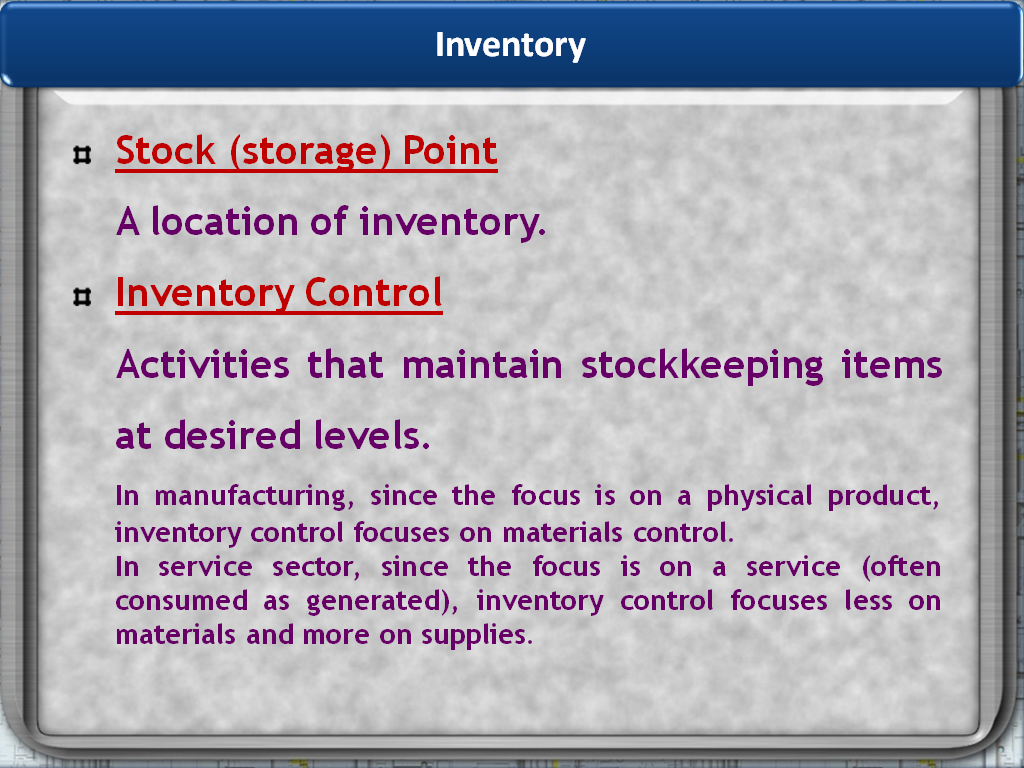 Inventory
Stock (storage) Point
A location of inventory.
Inventory Control
Activities that maintain stockkeeping items
at desired levels.
In manufacturing, since the focus is on a physical product,
inventory control focuses on materials control.
In service sector, since the focus is on a service (often
consumed as generated), inventory control focuses less on
materials and more on supplies.